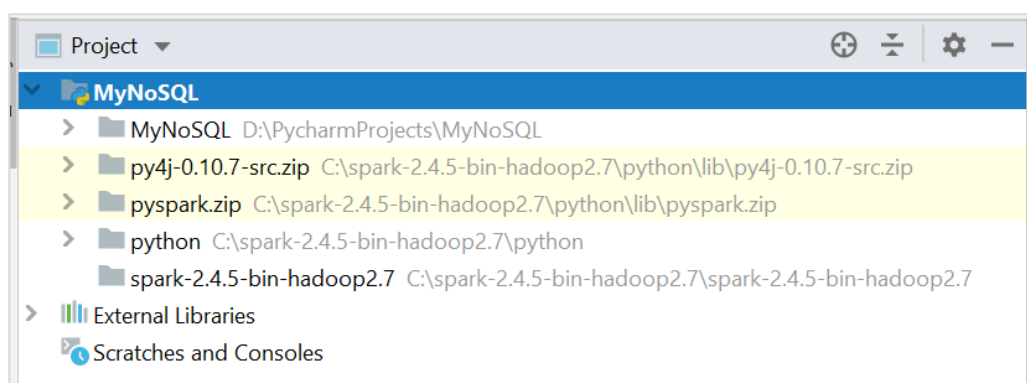 Project
MyNoSQL
MyNoSQL D:\PycharmProjects\MyNoSQL
py4j-0.10.7-src.zip C:\spark-2.4.5-bin-hadoop2.7\python\lib\py4j-0.10.7-src.zip
pyspark.zip C:\spark-2.4.5-bin-hadoop2.7\python\lib\pyspark.zip
python C:\spark-2.4.5-bin-hadoop2.7\python
spark-2.4.5-bin-hadoop2.7 C:\spark-2.4.5-bin-hadoop2.7\spark-2.4.5-bin-hadoop2.7
External Libraries
Scratches and Consoles